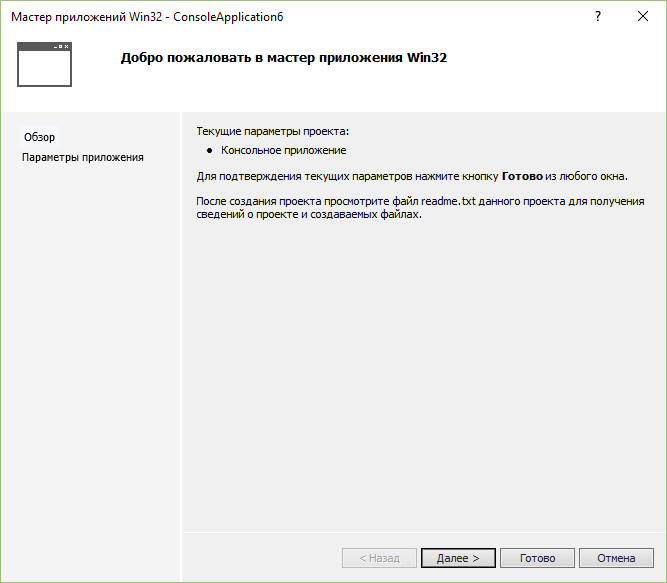 Мастер приложений Win32 - ConsoleApplication6
?
Добро пожаловать в мастер приложения Win32
Обзор
Параметры приложения
Текущие параметры проекта:
• Консольное приложение
Для подтверждения текущих параметров нажмите кнопку Готово из любого окна.
После создания проекта просмотрите файл readme.txt данного проекта для получения
сведений о проекте и создаваемых файлах.
< Назад
Далее >
Готово
Отмена